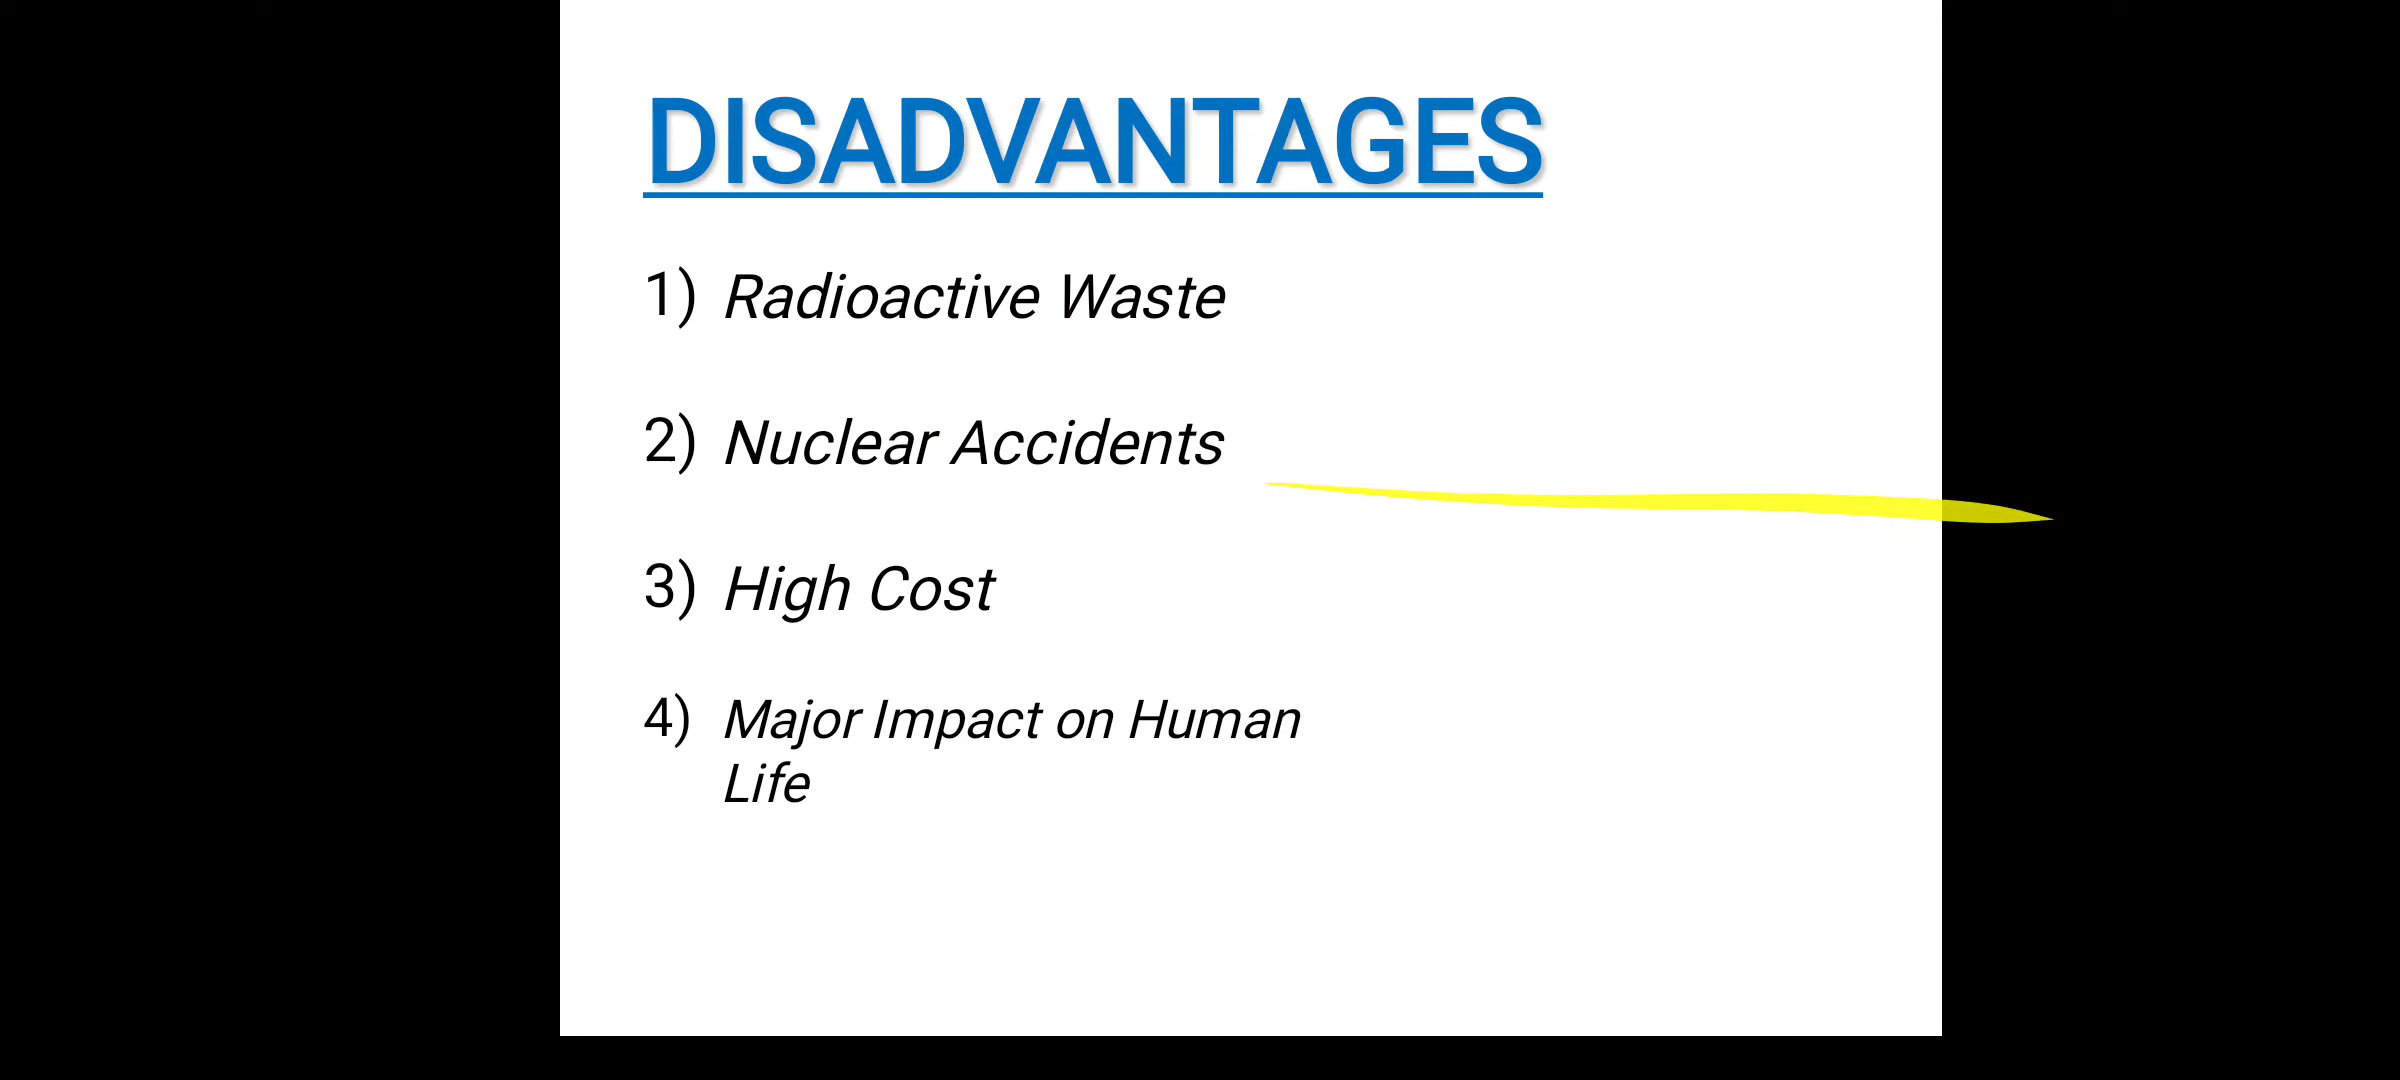 DISADVANTAGES
1) Radioactive Waste
2) Nuclear Accidents
3) High Cost
4) Major Impact on Human
Life